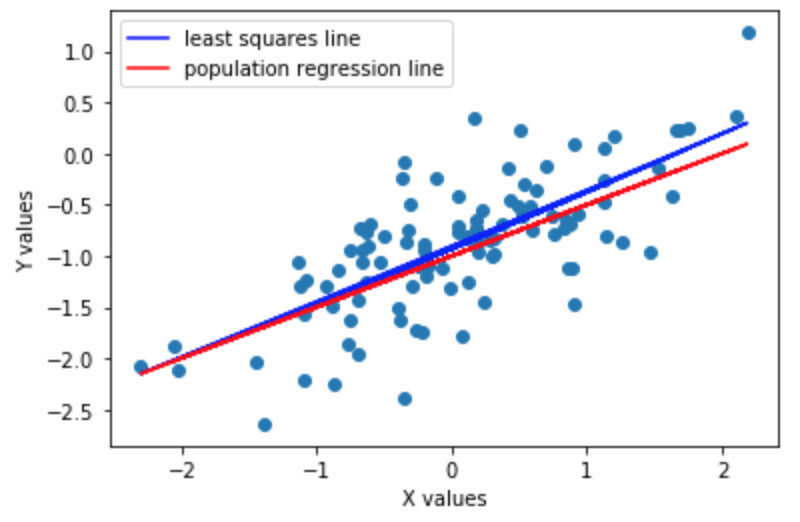 least squares line
population regression line
1.0
0.5
0.0
−0.5
−1.0
−1.5
−2.0
−2.5
Y values
−2 −1 0 1 2
X values